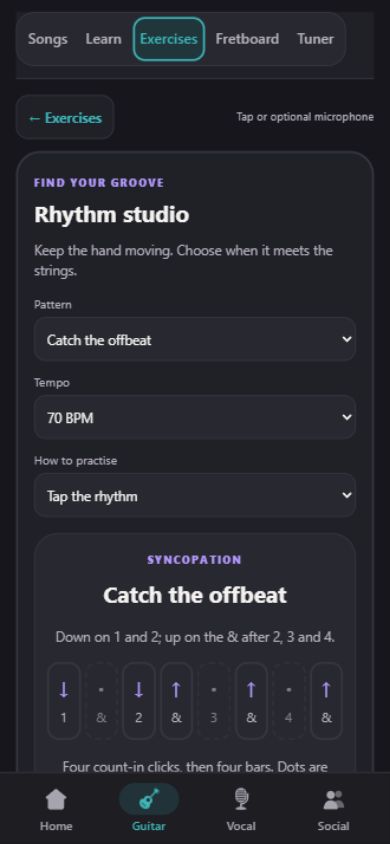 Songs Learn Exercises Fretboard Tuner
← Exercises
Tap or optional microphone
FIND YOUR GROOVE
Rhythm studio
Keep the hand moving. Choose when it meets the
strings.
Pattern
Catch the offbeat
Tempo
70 BPM
How to practise
Tap the rhythm
SYNCOPATION
Catch the offbeat
Down on 1 and 2; up on the & after 2, 3 and 4.
↓ · ↓ ↑ · ↑ · ↑
1 & 2 & 3 & 4 &
Four count-in clicks, then four bars. Dots are
Home Guitar Vocal Social